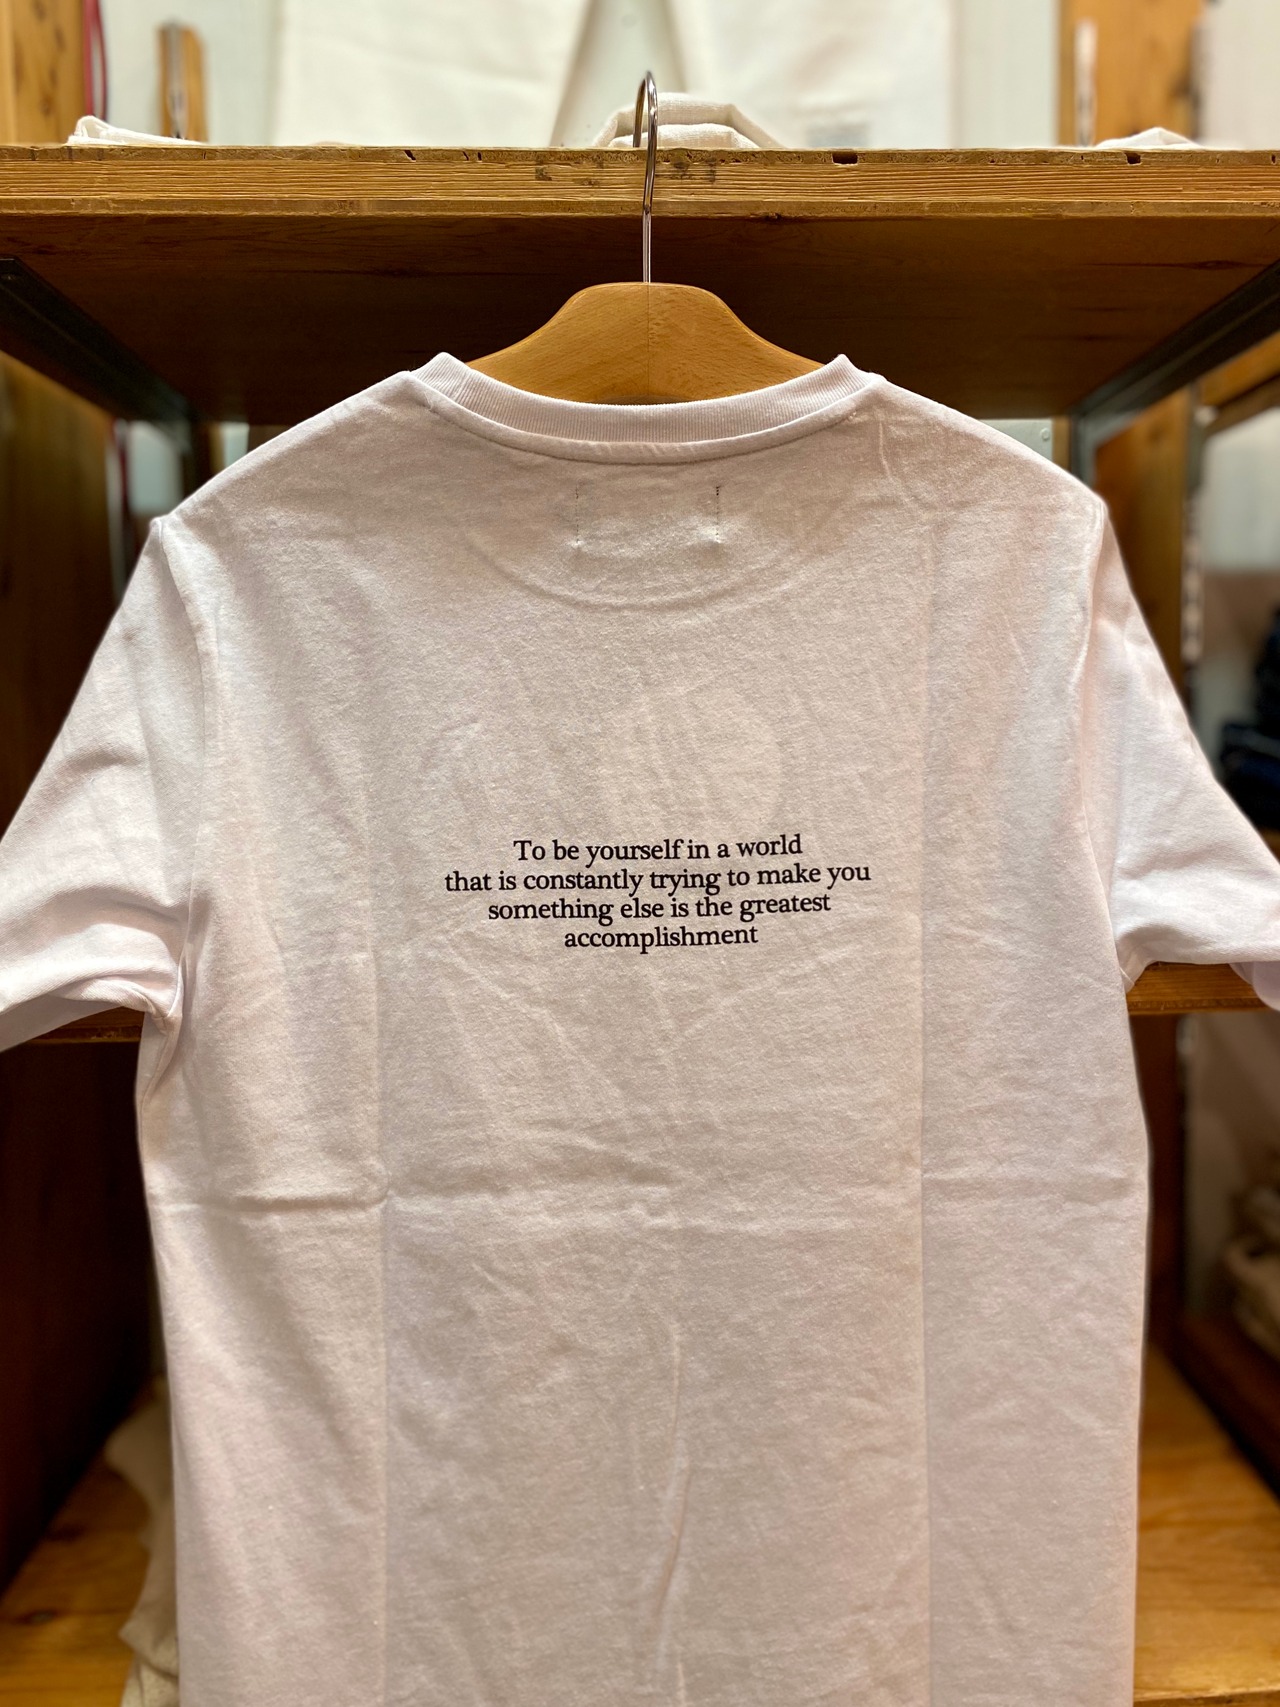 To be yourself in a world
that is constantly trying to make you
something else is the greatest
accomplishment